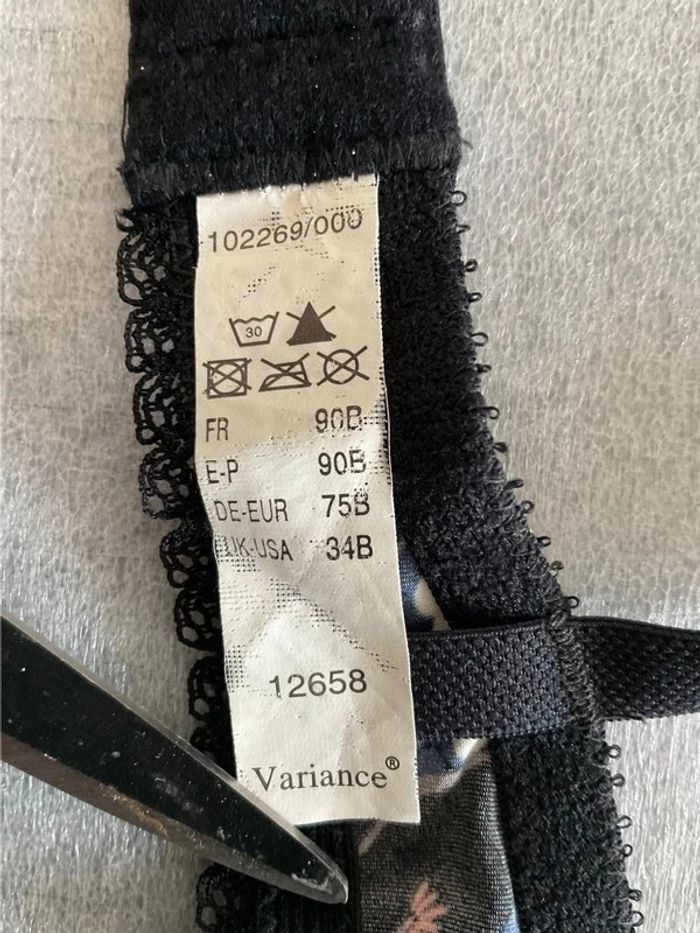 102269/000
30
FR 90B
E-P 90B
DE-EUR 75B
UK-USA 34B
12658
Variance®